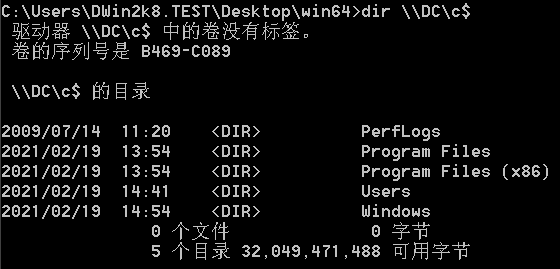 C:\Users\DWin2k8.TEST\Desktop\win64>dir \\DC\c$
驱动器 \\DC\c$ 中的卷没有标签。
卷的序列号是 B469-C089
\\DC\c$ 的目录
2009/07/14  11:20    <DIR>          PerfLogs
2021/02/19  13:54    <DIR>          Program Files
2021/02/19  13:54    <DIR>          Program Files (x86)
2021/02/19  14:41    <DIR>          Users
2021/02/19  14:54    <DIR>          Windows
0 个文件              0 字节
5 个目录 32,049,471,488 可用字节